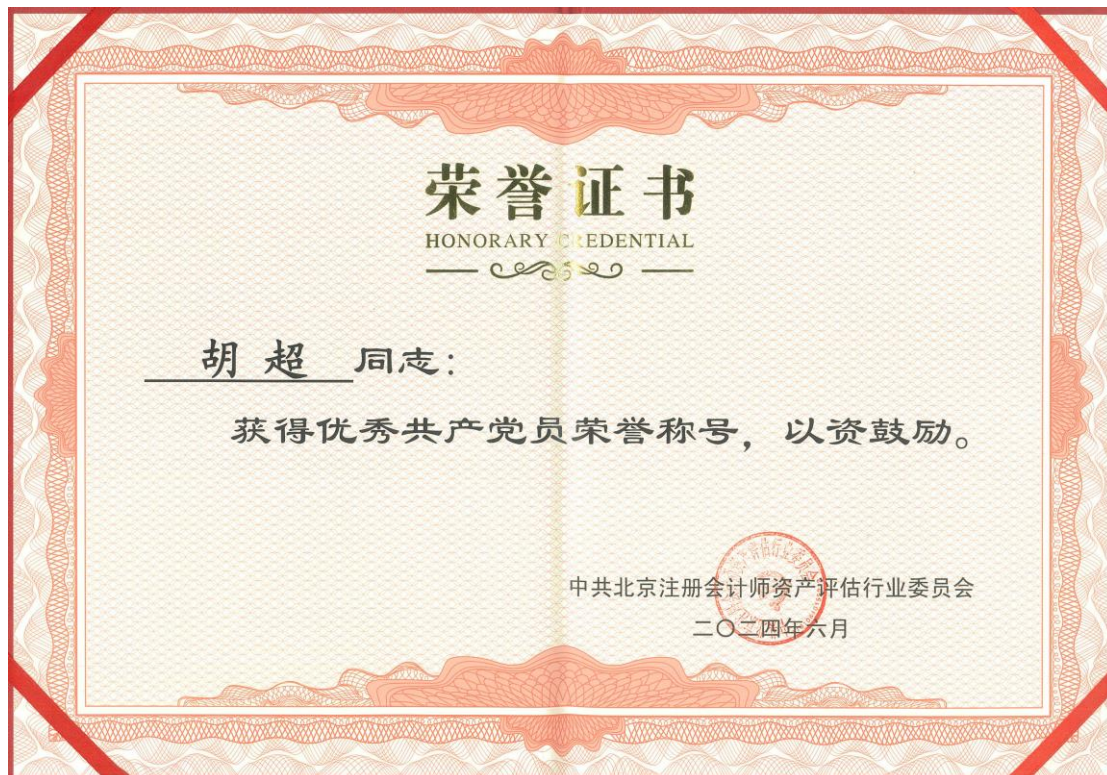 荣誉证书
HONORARY CREDENTIAL
胡 超 同志：
获得优秀共产党员荣誉称号，以资鼓励。
中共北京注册会计师资产评估行业委员会
二〇二四年六月